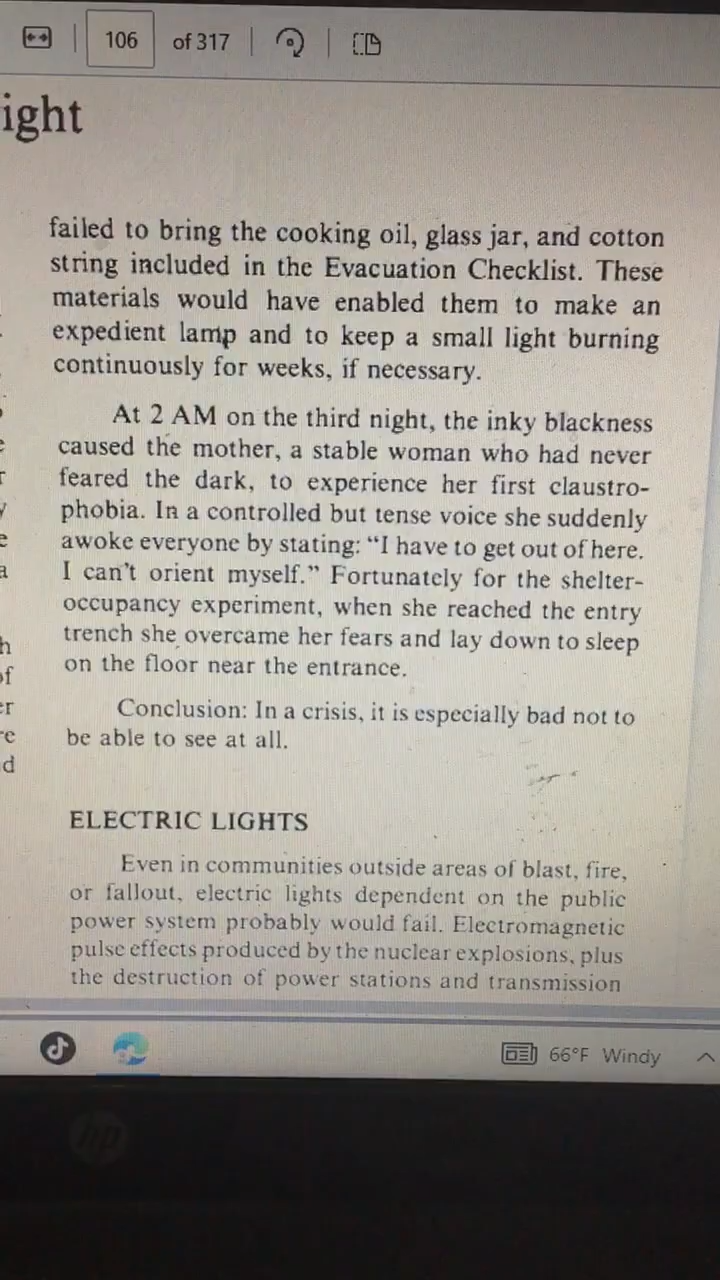 106 of 317
ight
failed to bring the cooking oil, glass jar, and cotton
string included in the Evacuation Checklist. These
materials would have enabled them to make an
expedient lamp and to keep a small light burning
continuously for weeks, if necessary.
At 2 AM on the third night, the inky blackness
caused the mother, a stable woman who had never
feared the dark, to experience her first claustro-
phobia. In a controlled but tense voice she suddenly
awoke everyone by stating: “I have to get out of here.
I can’t orient myself.” Fortunately for the shelter-
occupancy experiment, when she reached the entry
trench she overcame her fears and lay down to sleep
on the floor near the entrance.
Conclusion: In a crisis, it is especially bad not to
be able to see at all.
ELECTRIC LIGHTS
Even in communities outside areas of blast, fire,
or fallout, electric lights dependent on the public
power system probably would fail. Electromagnetic
pulse effects produced by the nuclear explosions, plus
the destruction of power stations and transmission
66°F Windy
hp